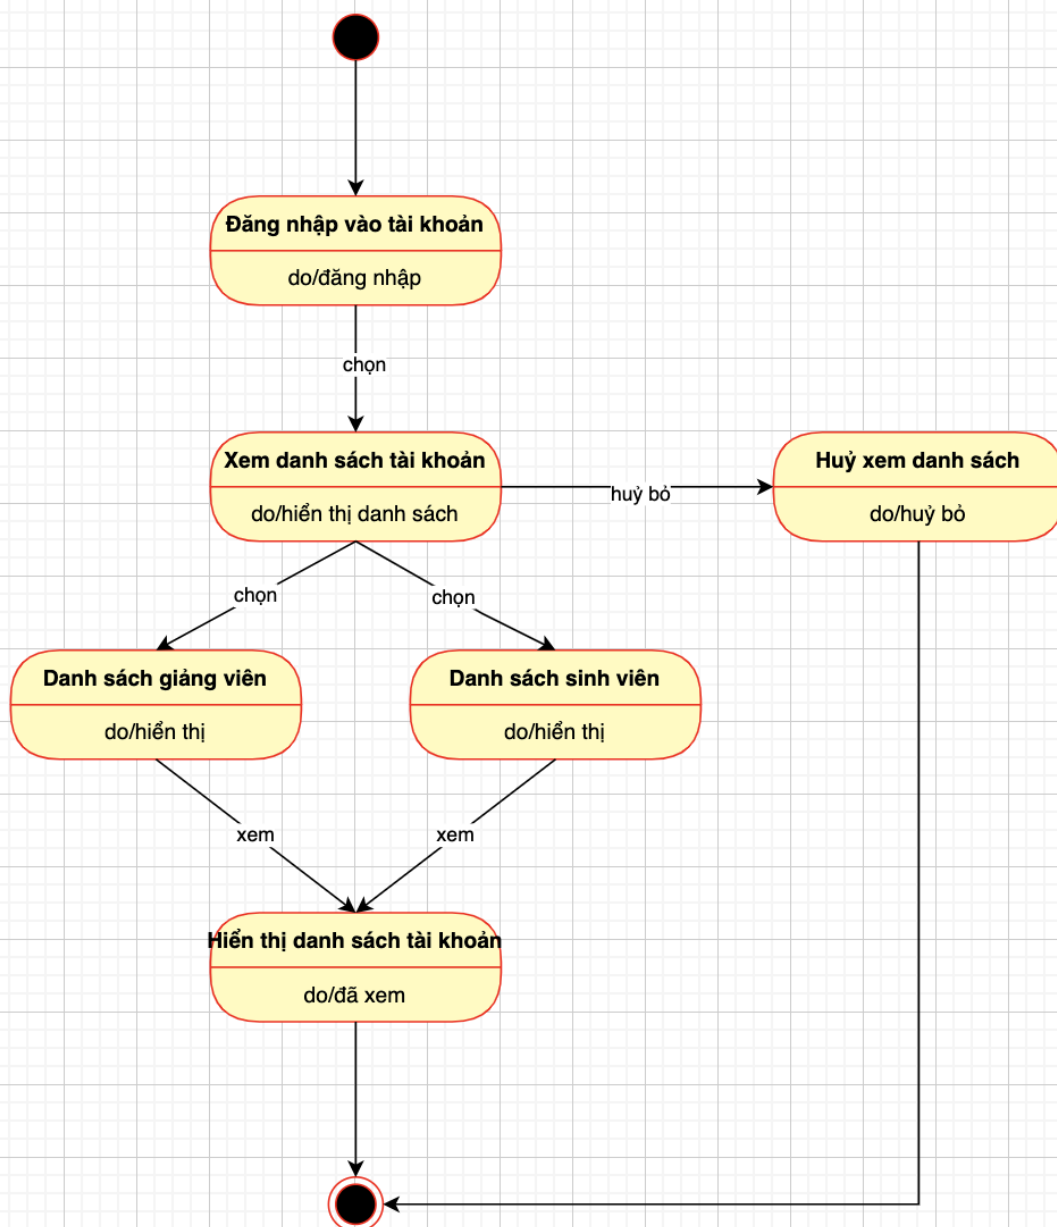 Đăng nhập vào tài khoản
do/đăng nhập
chọn
Xem danh sách tài khoản
do/hiển thị danh sách
huỷ bỏ
Huỷ xem danh sách
do/huỷ bỏ
chọn
chọn
Danh sách giảng viên
do/hiển thị
Danh sách sinh viên
do/hiển thị
xem
xem
Hiển thị danh sách tài khoản
do/đã xem